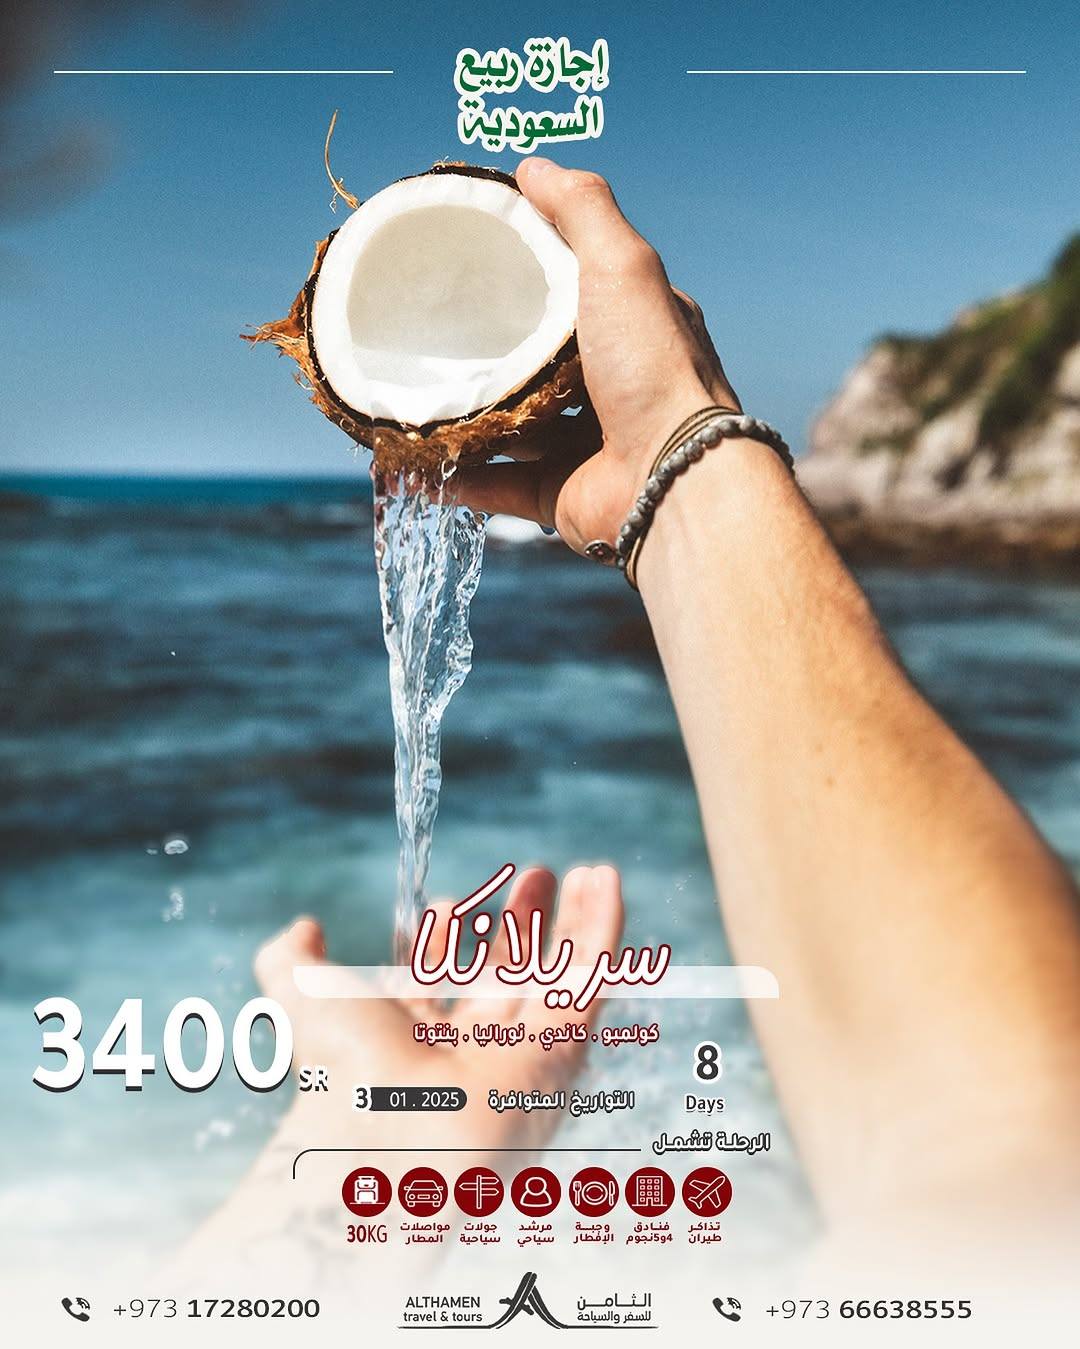 إجازة ربيع
السعودية
سريلانكا
كولمبو . كاندي . نوراليا . بنتوتا
3400 SR
8
Days
التواريخ المتوافرة
3 01 . 2025
الرحلة تشمل
تذاكر
طيران
فنادق
4و5نجوم
وجبة
الإفطار
مرشد
سياحي
جولات
سياحية
مواصلات
المطار
30KG
+973 17280200
ALTHAMEN
travel & tours
الثامن
للسفر والسياحة
+973 66638555